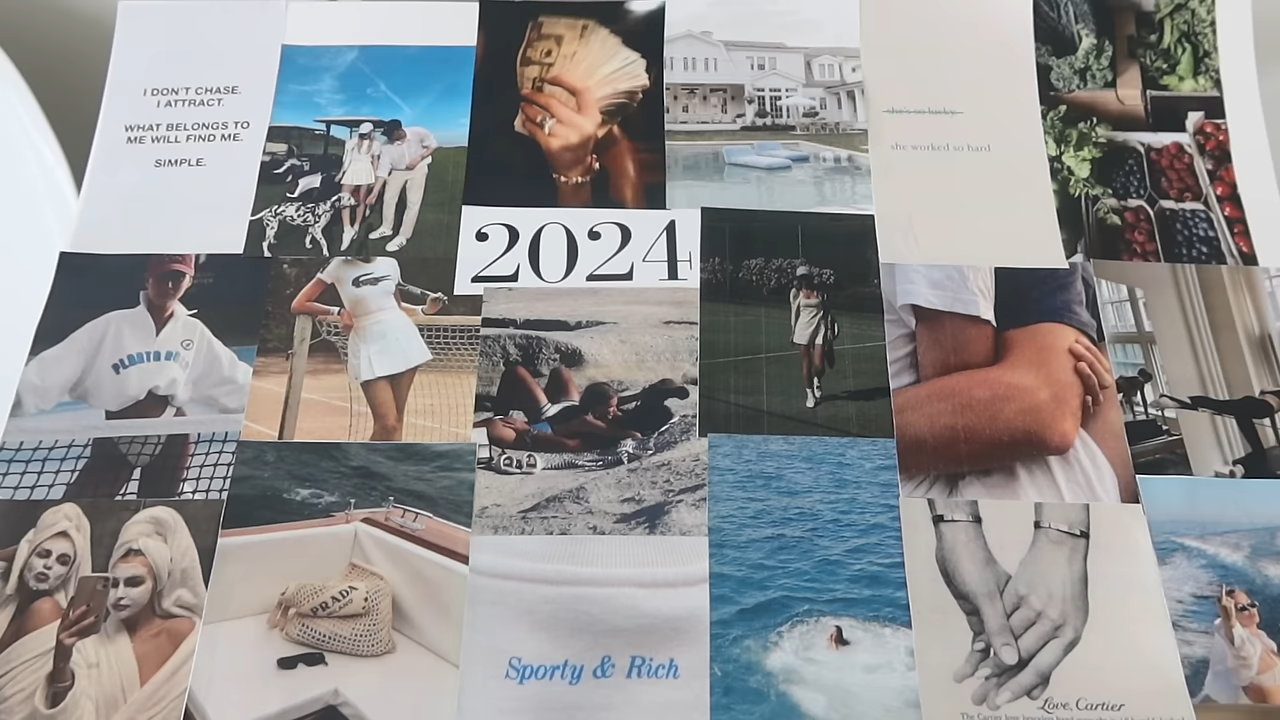 I DON'T CHASE.
I ATTRACT.
WHAT BELONGS TO
ME WILL FIND ME.
SIMPLE.
she's so lucky
she worked so hard
2024
PRADA
MILANO
Sporty & Rich
Love, Cartier